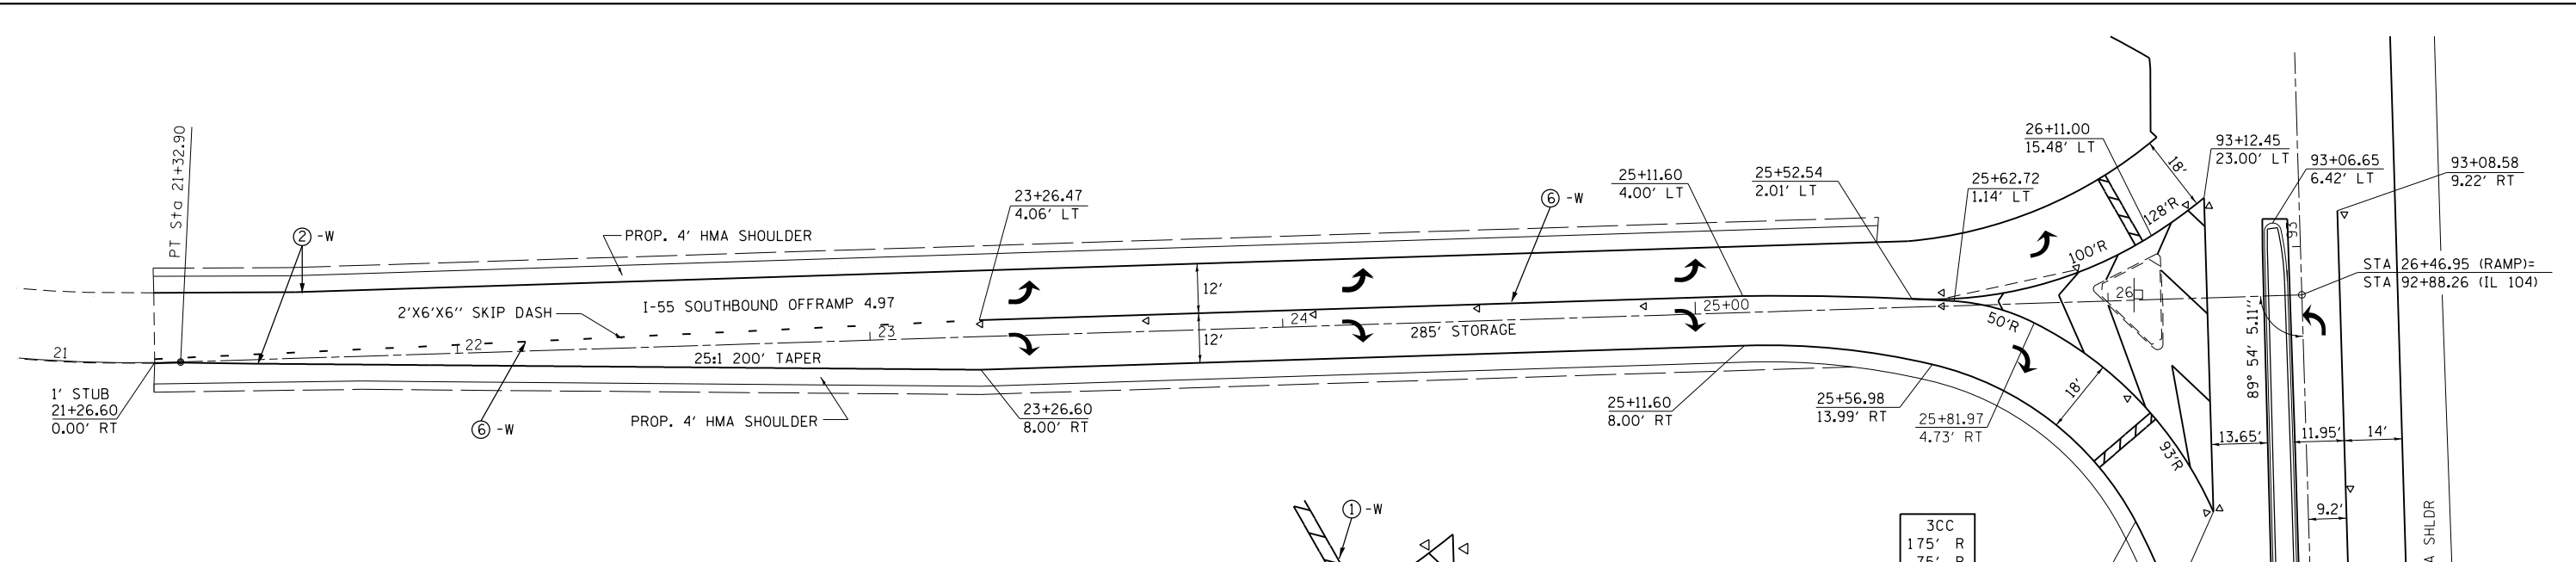 PT Sta 21+32.90
21
1' STUB
21+26.60
0.00' RT
2 -W
2'X6'X6" SKIP DASH
6 -W
22
PROP. 4' HMA SHOULDER
I-55 SOUTHBOUND OFFRAMP 4.97
25:1 200' TAPER
23
PROP. 4' HMA SHOULDER
23+26.47
4.06' LT
23+26.60
8.00' RT
12'
12'
24
285' STORAGE
6 -W
25+11.60
4.00' LT
25+00
25+11.60
8.00' RT
25+52.54
2.01' LT
25+56.98
13.99' RT
25+62.72
1.14' LT
25+81.97
4.73' RT
26+11.00
15.48' LT
18'
128'R
100'R
50'R
26
18'
93'R
93+12.45
23.00' LT
93+06.65
6.42' LT
93+08.58
9.22' RT
93
STA 26+46.95 (RAMP)=
STA 92+88.26 (IL 104)
89° 54' 5.11"
13.65'
11.95'
14'
9.2'
A SHLDR
1 -W
3CC
175' R
75' R